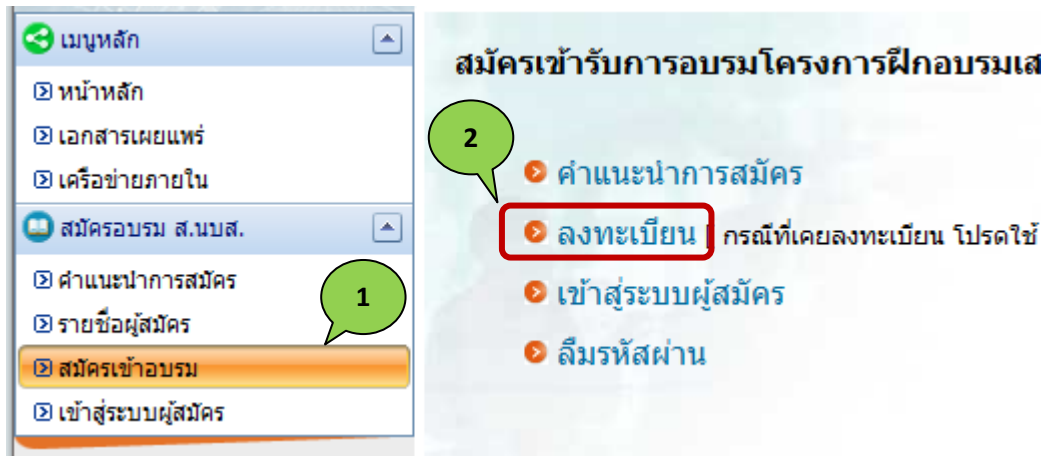 เมนูหลัก
หน้าหลัก
เอกสารเผยแพร่
เครือข่ายภายใน
สมัครอบรม ส.นบส.
คำแนะนำการสมัคร
รายชื่อผู้สมัคร
1
สมัครเข้าอบรม
เข้าสู่ระบบผู้สมัคร
สมัครเข้ารับการอบรมโครงการฝึกอบรมเส
2
คำแนะนำการสมัคร
ลงทะเบียน | กรณีที่เคยลงทะเบียน โปรดใช้
เข้าสู่ระบบผู้สมัคร
ลืมรหัสผ่าน